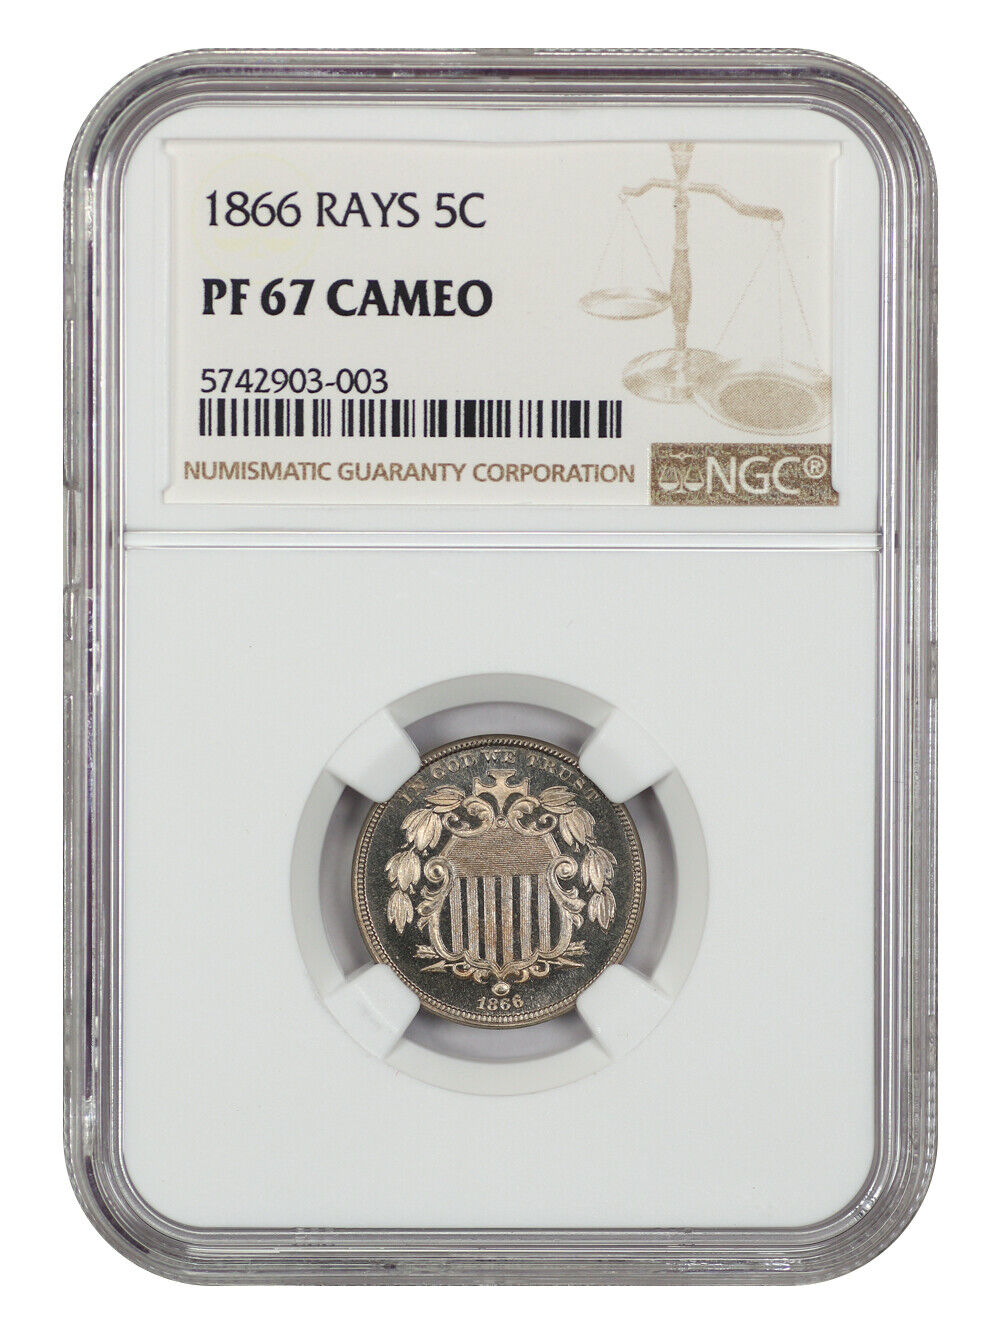 1866 RAYS 5C
PF 67 CAMEO
5742903-003
NUMISMATIC GUARANTY CORPORATION
NGC®
IN GOD WE TRUST
1866